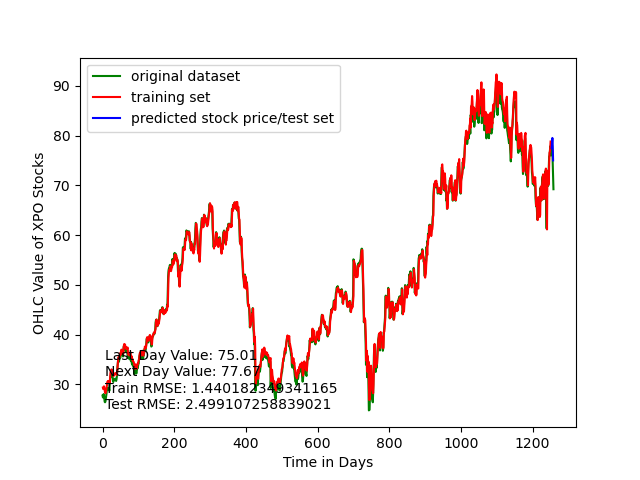 original dataset
training set
predicted stock price/test set
90
80
70
60
50
40
30
OHLC Value of XPO Stocks
Last Day Value: 75.01
Next Day Value: 77.67
Train RMSE: 1.440182349341165
Test RMSE: 2.499107258839021
0 200 400 600 800 1000 1200
Time in Days